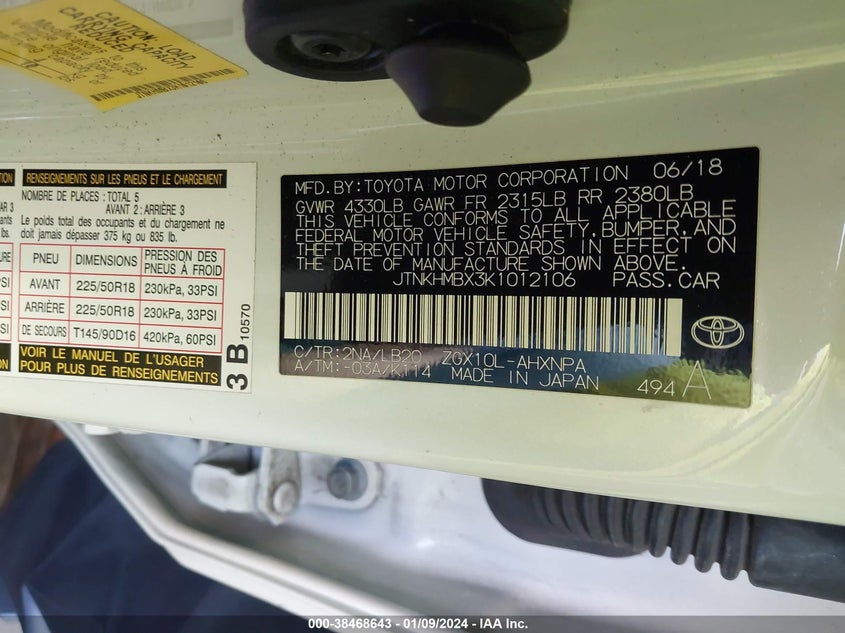 CAUTION: LOAD
CARRYING CAPACITY
REDUCED
RENSEIGNEMENTS SUR LES PNEUS ET LE CHARGEMENT
NOMBRE DE PLACES: TOTAL 5
AVANT 2: ARRIÈRE 3
Le poids total des occupants et du chargement ne
doit jamais dépasser 375 kg ou 835 lb.
PNEU DIMENSIONS PRESSION DES PNEUS À FROID
AVANT 225/50R18 230kPa, 33PSI
ARRIÈRE 225/50R18 230kPa, 33PSI
DE SECOURS T145/90D16 420kPa, 60PSI
VOIR LE MANUEL DE L'USAGER
POUR PLUS DE RENSEIGNEMENTS
3 B 10570
MFD.BY:TOYOTA MOTOR CORPORATION 06/18
GVWR 4330LB GAWR FR 2315LB RR 2380LB
THIS VEHICLE CONFORMS TO ALL APPLICABLE
FEDERAL MOTOR VEHICLE SAFETY,BUMPER,AND
THEFT PREVENTION STANDARDS IN EFFECT ON
THE DATE OF MANUFACTURE SHOWN ABOVE.
JTNKHMBX3K1012106 PASS.CAR
C/TR:2NA/LB20 ZGX10L-AHXNPA
A/TM:-03A/K114 MADE IN JAPAN
494 A
000-38468643 - 01/09/2024 - IAA Inc.